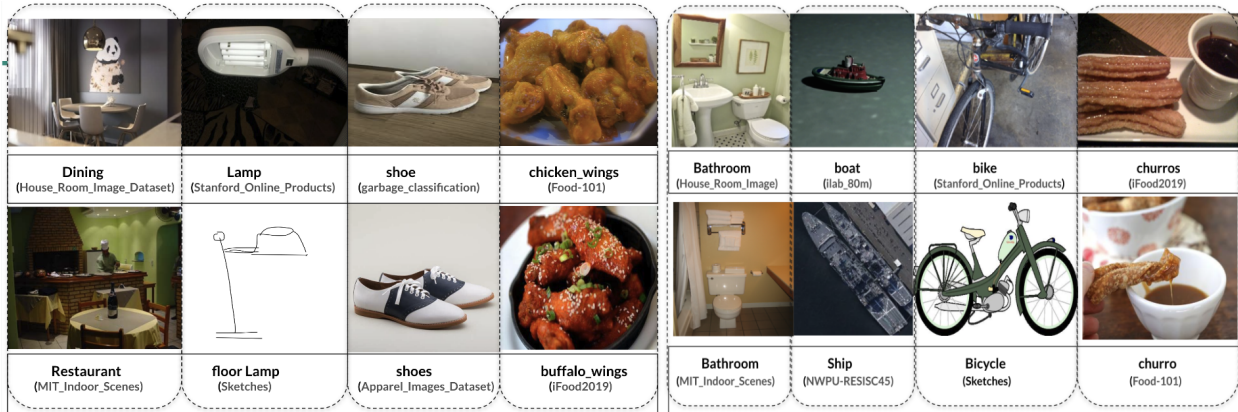 Dining
(House_Room_Image_Dataset)
Lamp
(Stanford_Online_Products)
shoe
(garbage_classification)
chicken_wings
(Food-101)
Restaurant
(MIT_Indoor_Scenes)
floor Lamp
(Sketches)
shoes
(Apparel_Images_Dataset)
buffalo_wings
(iFood2019)
Bathroom
(House_Room_Image)
boat
(ilab_80m)
bike
(Stanford_Online_Products)
churros
(iFood2019)
Bathroom
(MIT_Indoor_Scenes)
Ship
(NWPU-RESISC45)
Bicycle
(Sketches)
churro
(Food-101)